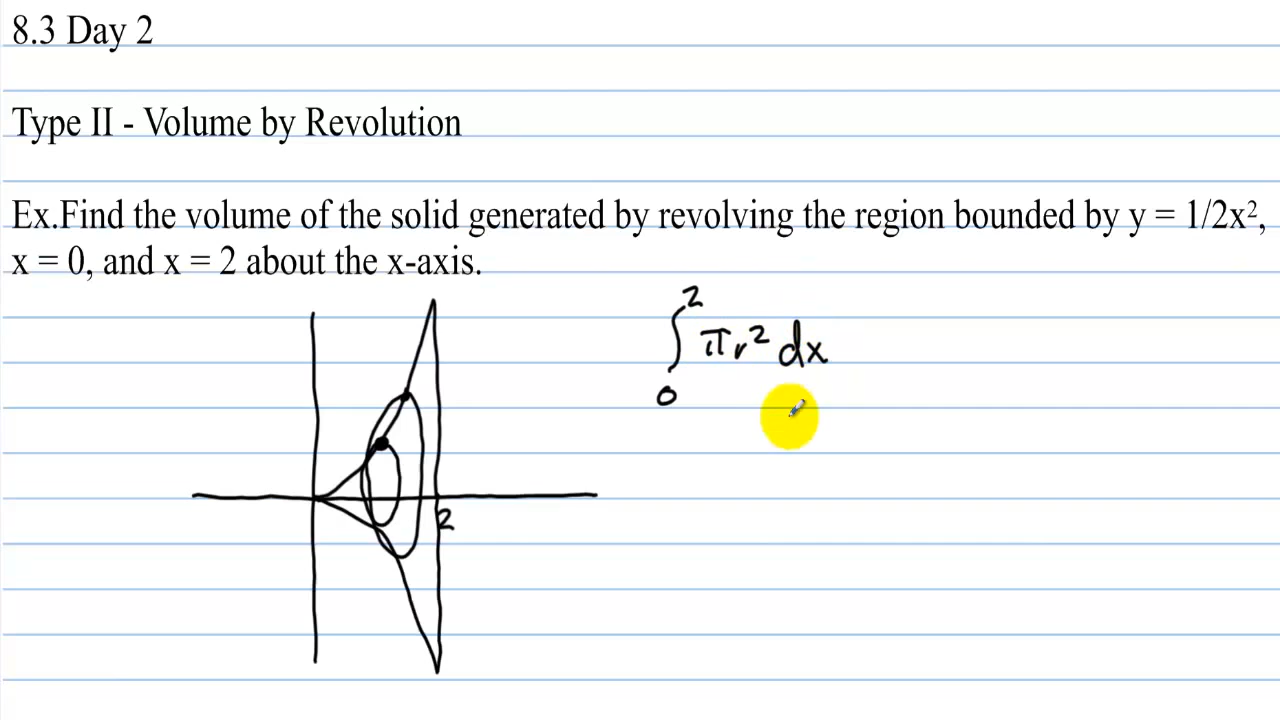 8.3 Day 2
Type II - Volume by Revolution
Ex.Find the volume of the solid generated by revolving the region bounded by y = 1/2x²,
x = 0, and x = 2 about the x-axis.
2
∫ πr² dx
0
2